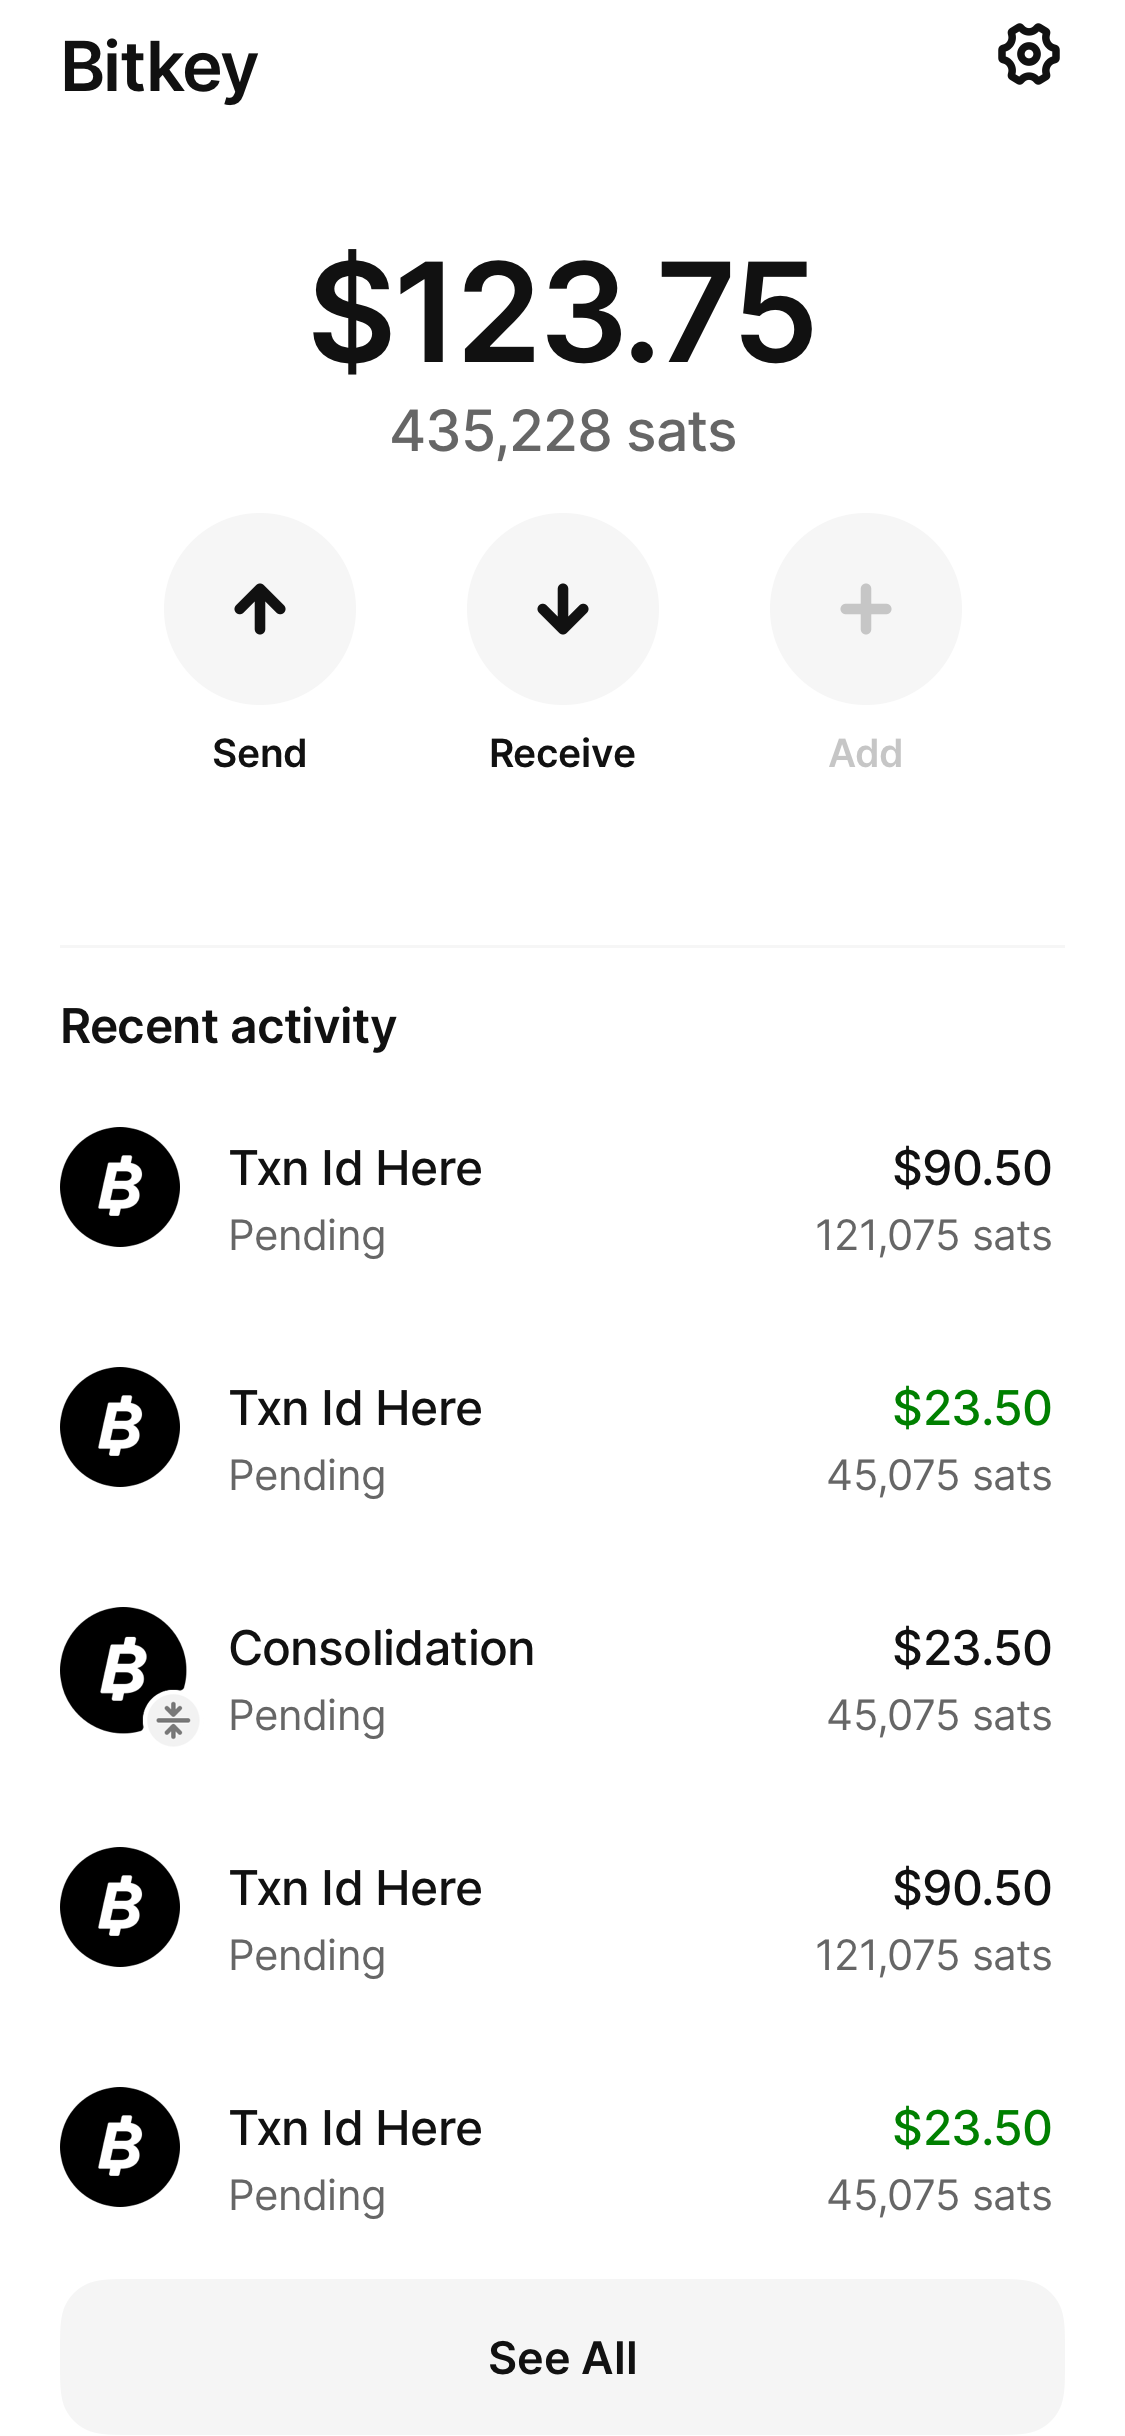 Bitkey
$123.75
435,228 sats
Send
Receive
Add
Recent activity
Txn Id Here
$90.50
Pending
121,075 sats
Txn Id Here
$23.50
Pending
45,075 sats
Consolidation
$23.50
Pending
45,075 sats
Txn Id Here
$90.50
Pending
121,075 sats
Txn Id Here
$23.50
Pending
45,075 sats
See All